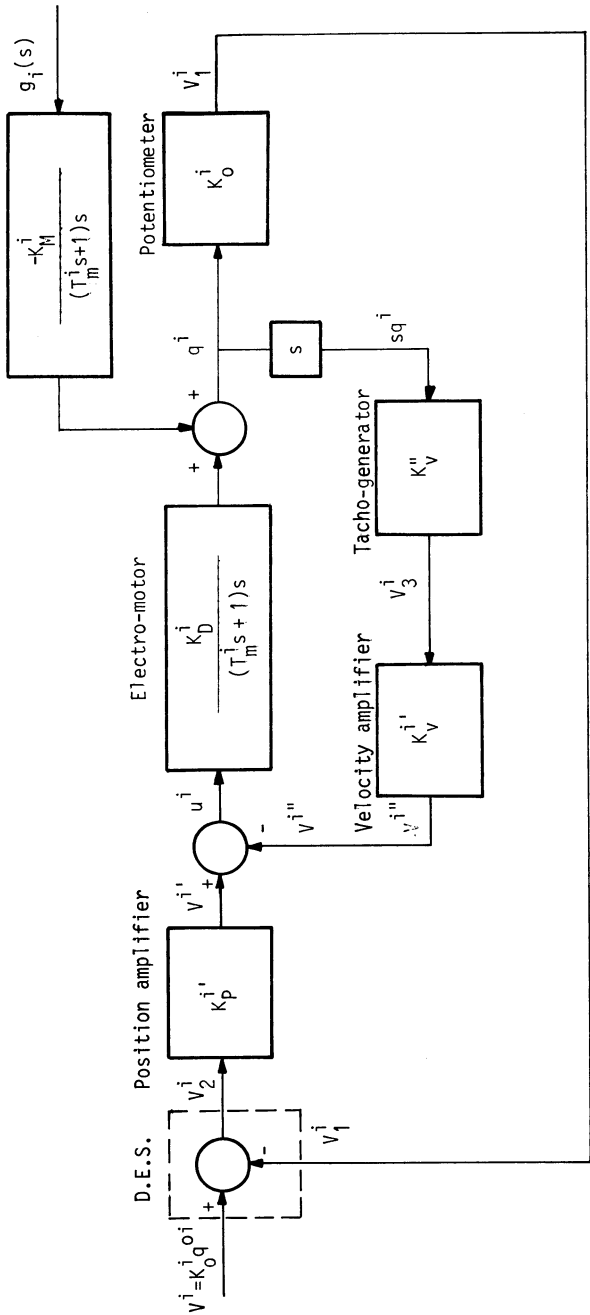 D.E.S.
Position amplifier
Electro-motor
Potentiometer
Tacho-generator
Velocity amplifier
V^i=K_o^i q^{oi}
+
-
V_1^i
V_2^i
K_P^{i'}
V^{i'}
+
-
V^{i"}
u^i
K_D^i
(T_m^i s + 1)s
+
+
-K_M^i
(T_m^i s+1)s
g_i(s)
q^i
K_o^i
V_1^i
s
sq^i
K_v^"
V_3^i
K_v^{i'}
V^{i"}